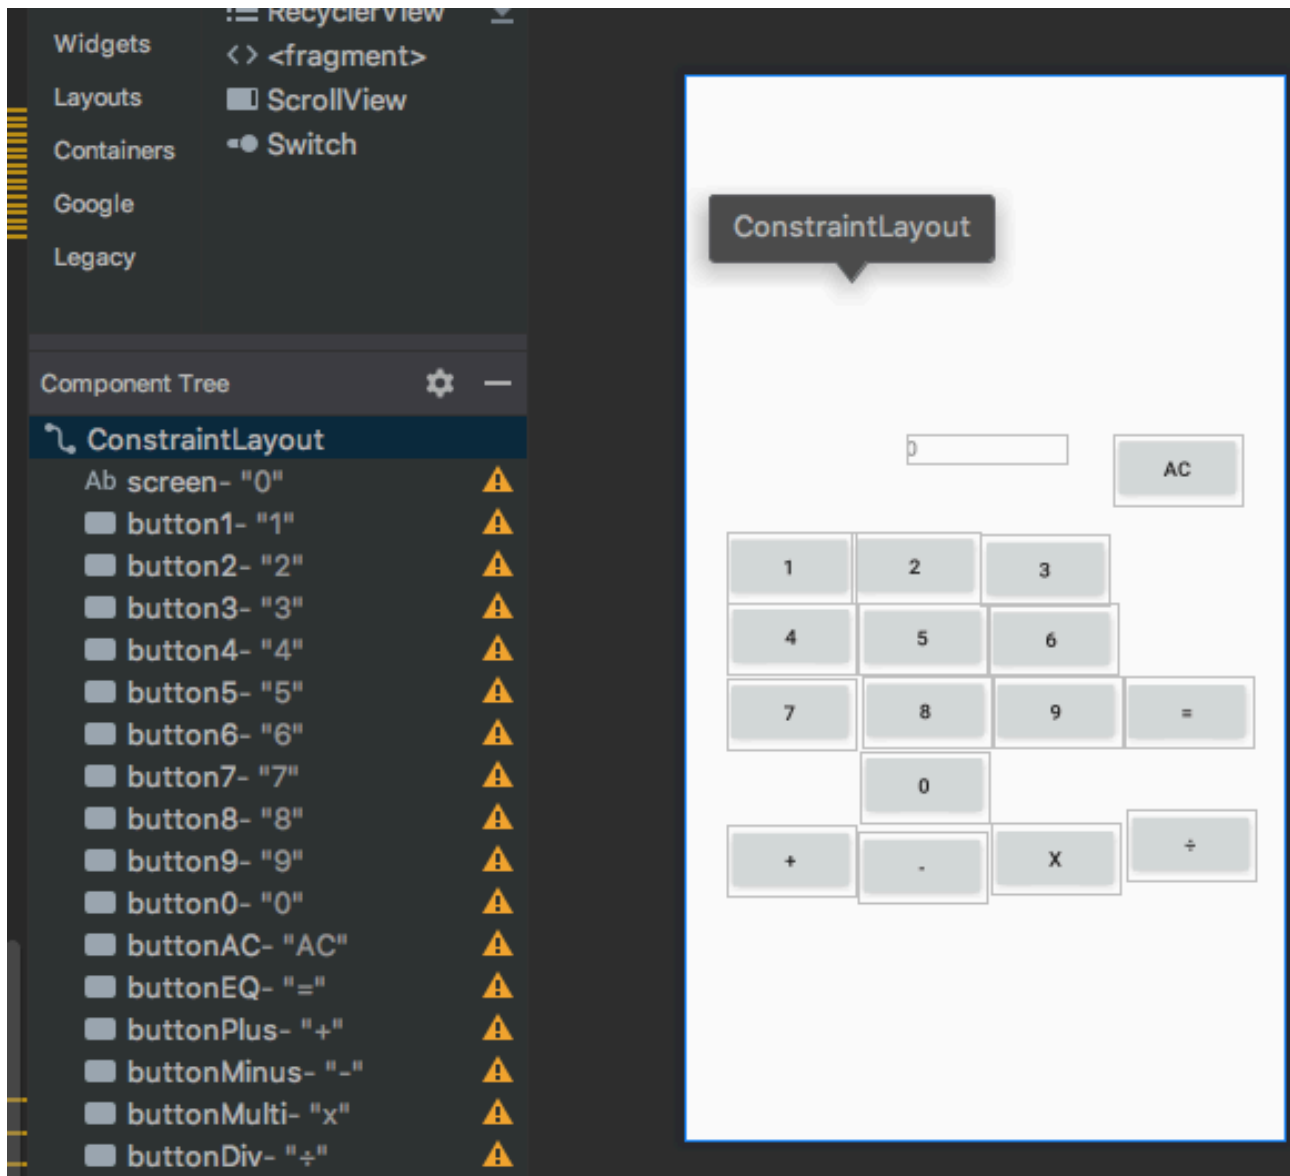 RecyclerView
Widgets
<fragment>
Layouts
ScrollView
Containers
Switch
Google
Legacy
Component Tree
ConstraintLayout
Ab screen- "0"
button1- "1"
button2- "2"
button3- "3"
button4- "4"
button5- "5"
button6- "6"
button7- "7"
button8- "8"
button9- "9"
button0- "0"
buttonAC- "AC"
buttonEQ- "="
buttonPlus- "+"
buttonMinus- "-"
buttonMulti- "x"
buttonDiv- "÷"
ConstraintLayout
0 AC
1 2 3
4 5 6
7 8 9 =
0
+ - X ÷